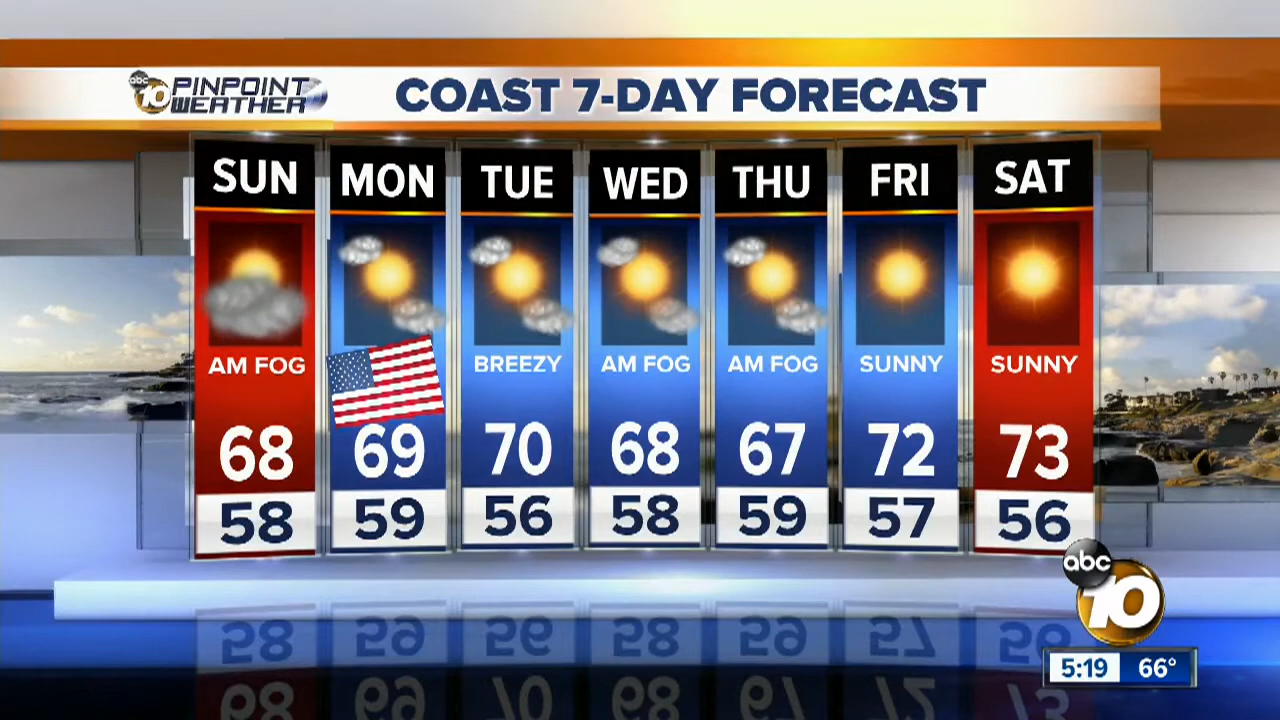 abc 10 PINPOINT WEATHER
COAST 7-DAY FORECAST
SUN MON TUE WED THU FRI SAT
AM FOG BREEZY AM FOG AM FOG SUNNY SUNNY
68 69 70 68 67 72 73
58 59 56 58 59 57 56
abc
10
5:19 66°